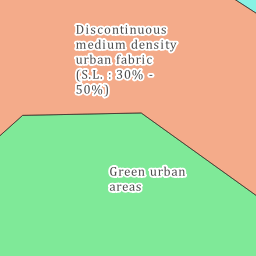 Discontinuous
medium density
urban fabric
(S.L. : 30% -
50%)
Green urban
areas